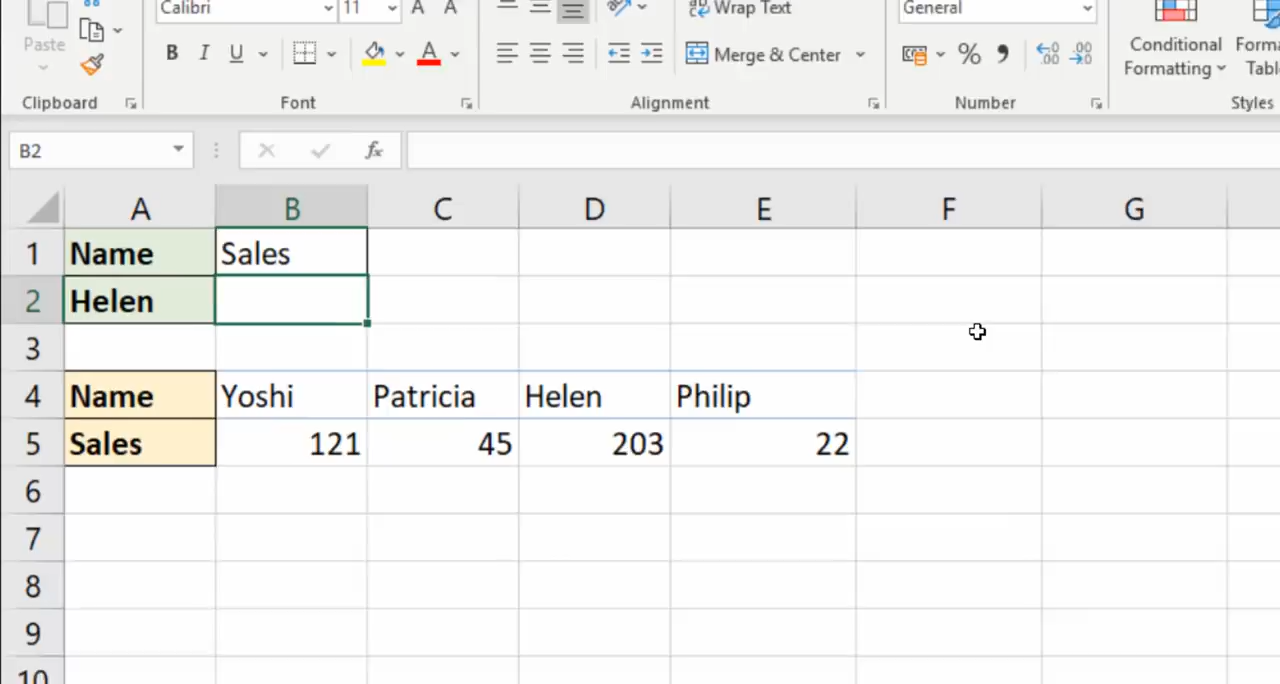 Calibri 11 A A Wrap Text General
Paste B I U A Merge & Center % Conditional
Formatting
Clipboard Font Alignment Number Styles
B2 fx
A B C D E F G
1 Name Sales
2 Helen
3
4 Name Yoshi Patricia Helen Philip
5 Sales 121 45 203 22
6
7
8
9
10